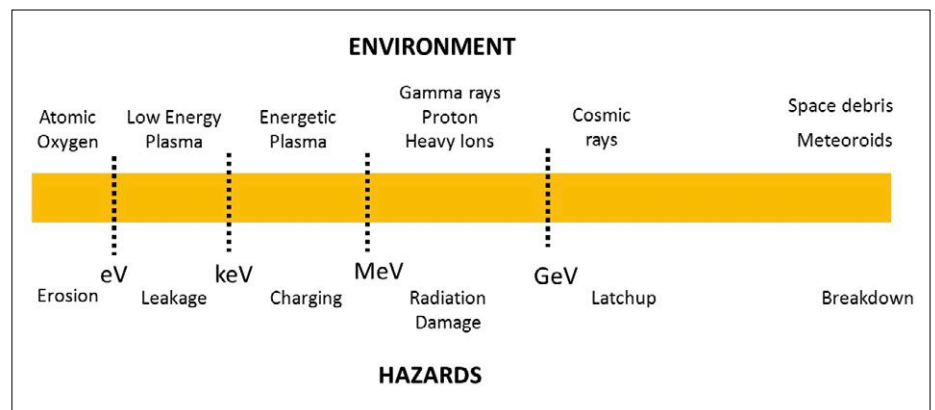 ENVIRONMENT
Atomic
Oxygen
Low Energy
Plasma
Energetic
Plasma
Gamma rays
Proton
Heavy Ions
Cosmic
rays
Space debris
Meteoroids
eV
keV
MeV
GeV
Erosion
Leakage
Charging
Radiation
Damage
Latchup
Breakdown
HAZARDS